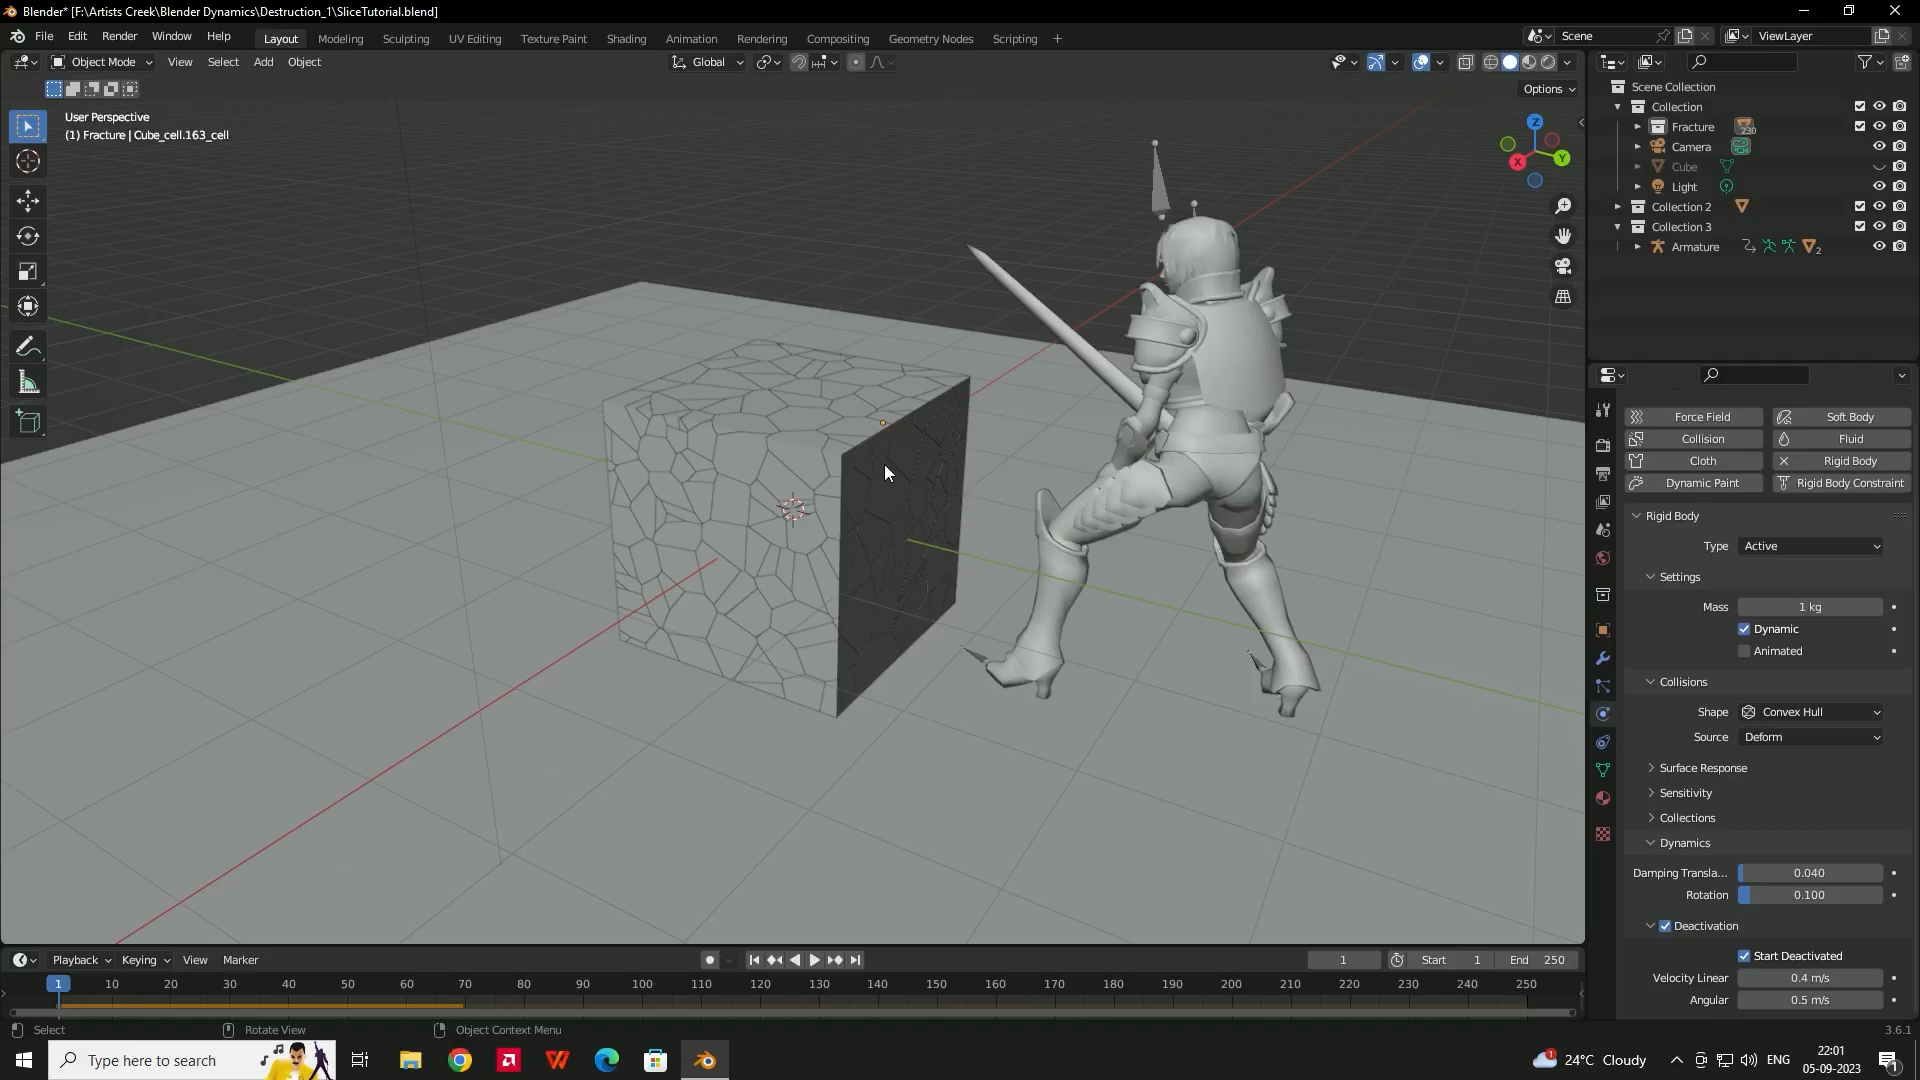 Blender* [F:\Artists Creek\Blender Dynamics\Destruction_1\SliceTutorial.blend]
File Edit Render Window Help Layout Modeling Sculpting UV Editing Texture Paint Shading Animation Rendering Compositing Geometry Nodes Scripting +
Scene
ViewLayer
Object Mode View Select Add Object
Global
Options
User Perspective
(1) Fracture | Cube_cell.163_cell
Z
Y
X
Scene Collection
Collection
Fracture 230
Camera
Cube
Light
Collection 2
Collection 3
Armature 2
Force Field
Soft Body
Collision
Fluid
Cloth
Rigid Body
Dynamic Paint
Rigid Body Constraint
Rigid Body
Type Active
Settings
Mass 1 kg
Dynamic
Animated
Collisions
Shape Convex Hull
Source Deform
Surface Response
Sensitivity
Collections
Dynamics
Damping Transla... 0.040
Rotation 0.100
Deactivation
Start Deactivated
Velocity Linear 0.4 m/s
Angular 0.5 m/s
Playback Keying View Marker
1 Start 1 End 250
1 10 20 30 40 50 60 70 80 90 100 110 120 130 140 150 160 170 180 190 200 210 220 230 240 250
Select Rotate View Object Context Menu
3.6.1
Type here to search
1
24°C Cloudy
ENG
22:01
05-09-2023
1